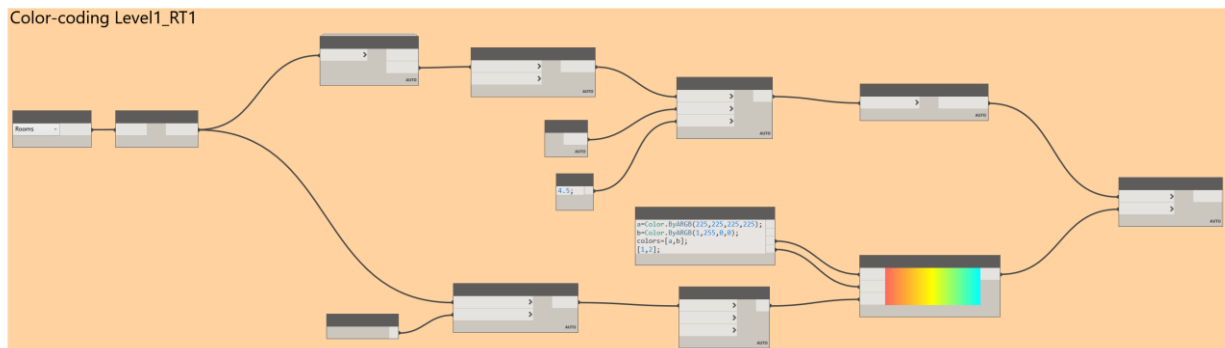 Color-coding Level1_RT1
AUTO
AUTO
AUTO
AUTO
Rooms
AUTO
4.5;
AUTO
a=Color.ByARGB(225,225,225,225);
b=Color.ByARGB(1,255,0,0);
colors=[a,b];
[1,2];
AUTO
AUTO